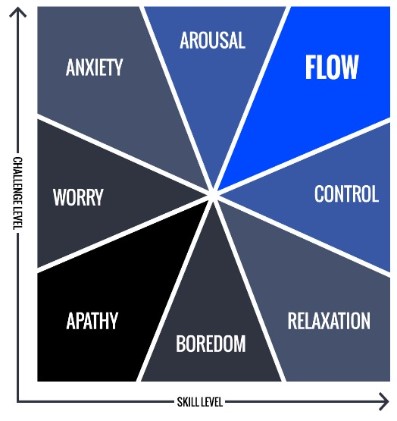 AROUSAL
FLOW
ANXIETY
CHALLENGE LEVEL
WORRY
CONTROL
APATHY
RELAXATION
BOREDOM
SKILL LEVEL